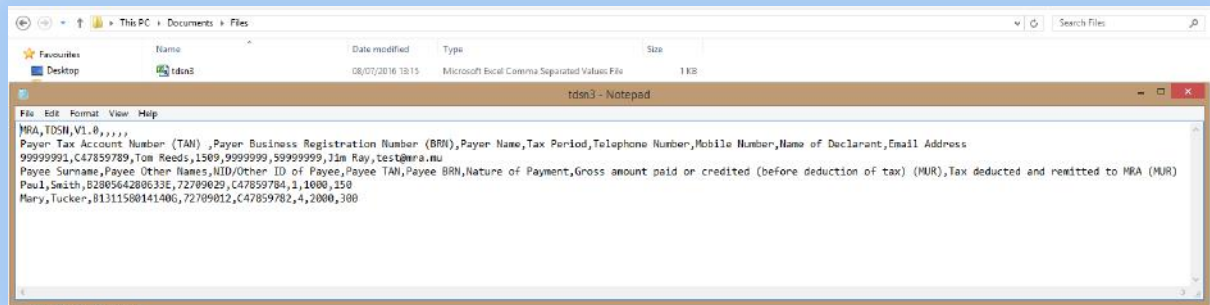 This PC Documents Files
Search Files
Favourites
Desktop
Name Date modified Type Size
tdsn3 08/07/2016 13:15 Microsoft Excel Comma Separated Values File 1 KB
tdsn3 - Notepad
File Edit Format View Help
MRA,TDSN,V1.0,,,,,
Payer Tax Account Number (TAN) ,Payer Business Registration Number (BRN),Payer Name,Tax Period,Telephone Number,Mobile Number,Name of Declarant,Email Address
99999991,C47859789,Tom Reeds,1509,9999999,59999999,Jim Ray,test@mra.mu
Payee Surname,Payee Other Names,NID/Other ID of Payee,Payee TAN,Payee BRN,Nature of Payment,Gross amount paid or credited (before deduction of tax) (MUR),Tax deducted and remitted to MRA (MUR)
Paul,Smith,B280564280633E,72709029,C47859784,1,1000,150
Mary,Tucker,B131158014140G,72709012,C47859782,4,2000,300